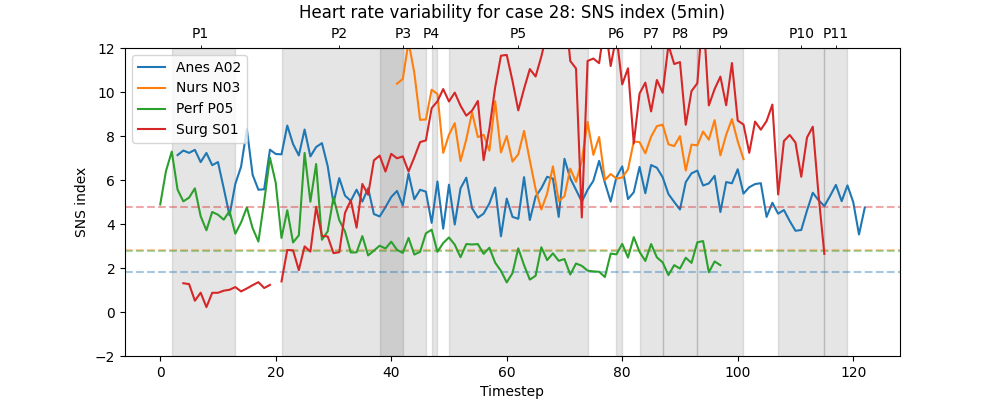 Heart rate variability for case 28: SNS index (5min)
P1 P2 P3 P4 P5 P6 P7 P8 P9 P10 P11
Anes A02
Nurs N03
Perf P05
Surg S01
SNS index
12
10
8
6
4
2
0
−2
0 20 40 60 80 100 120
Timestep